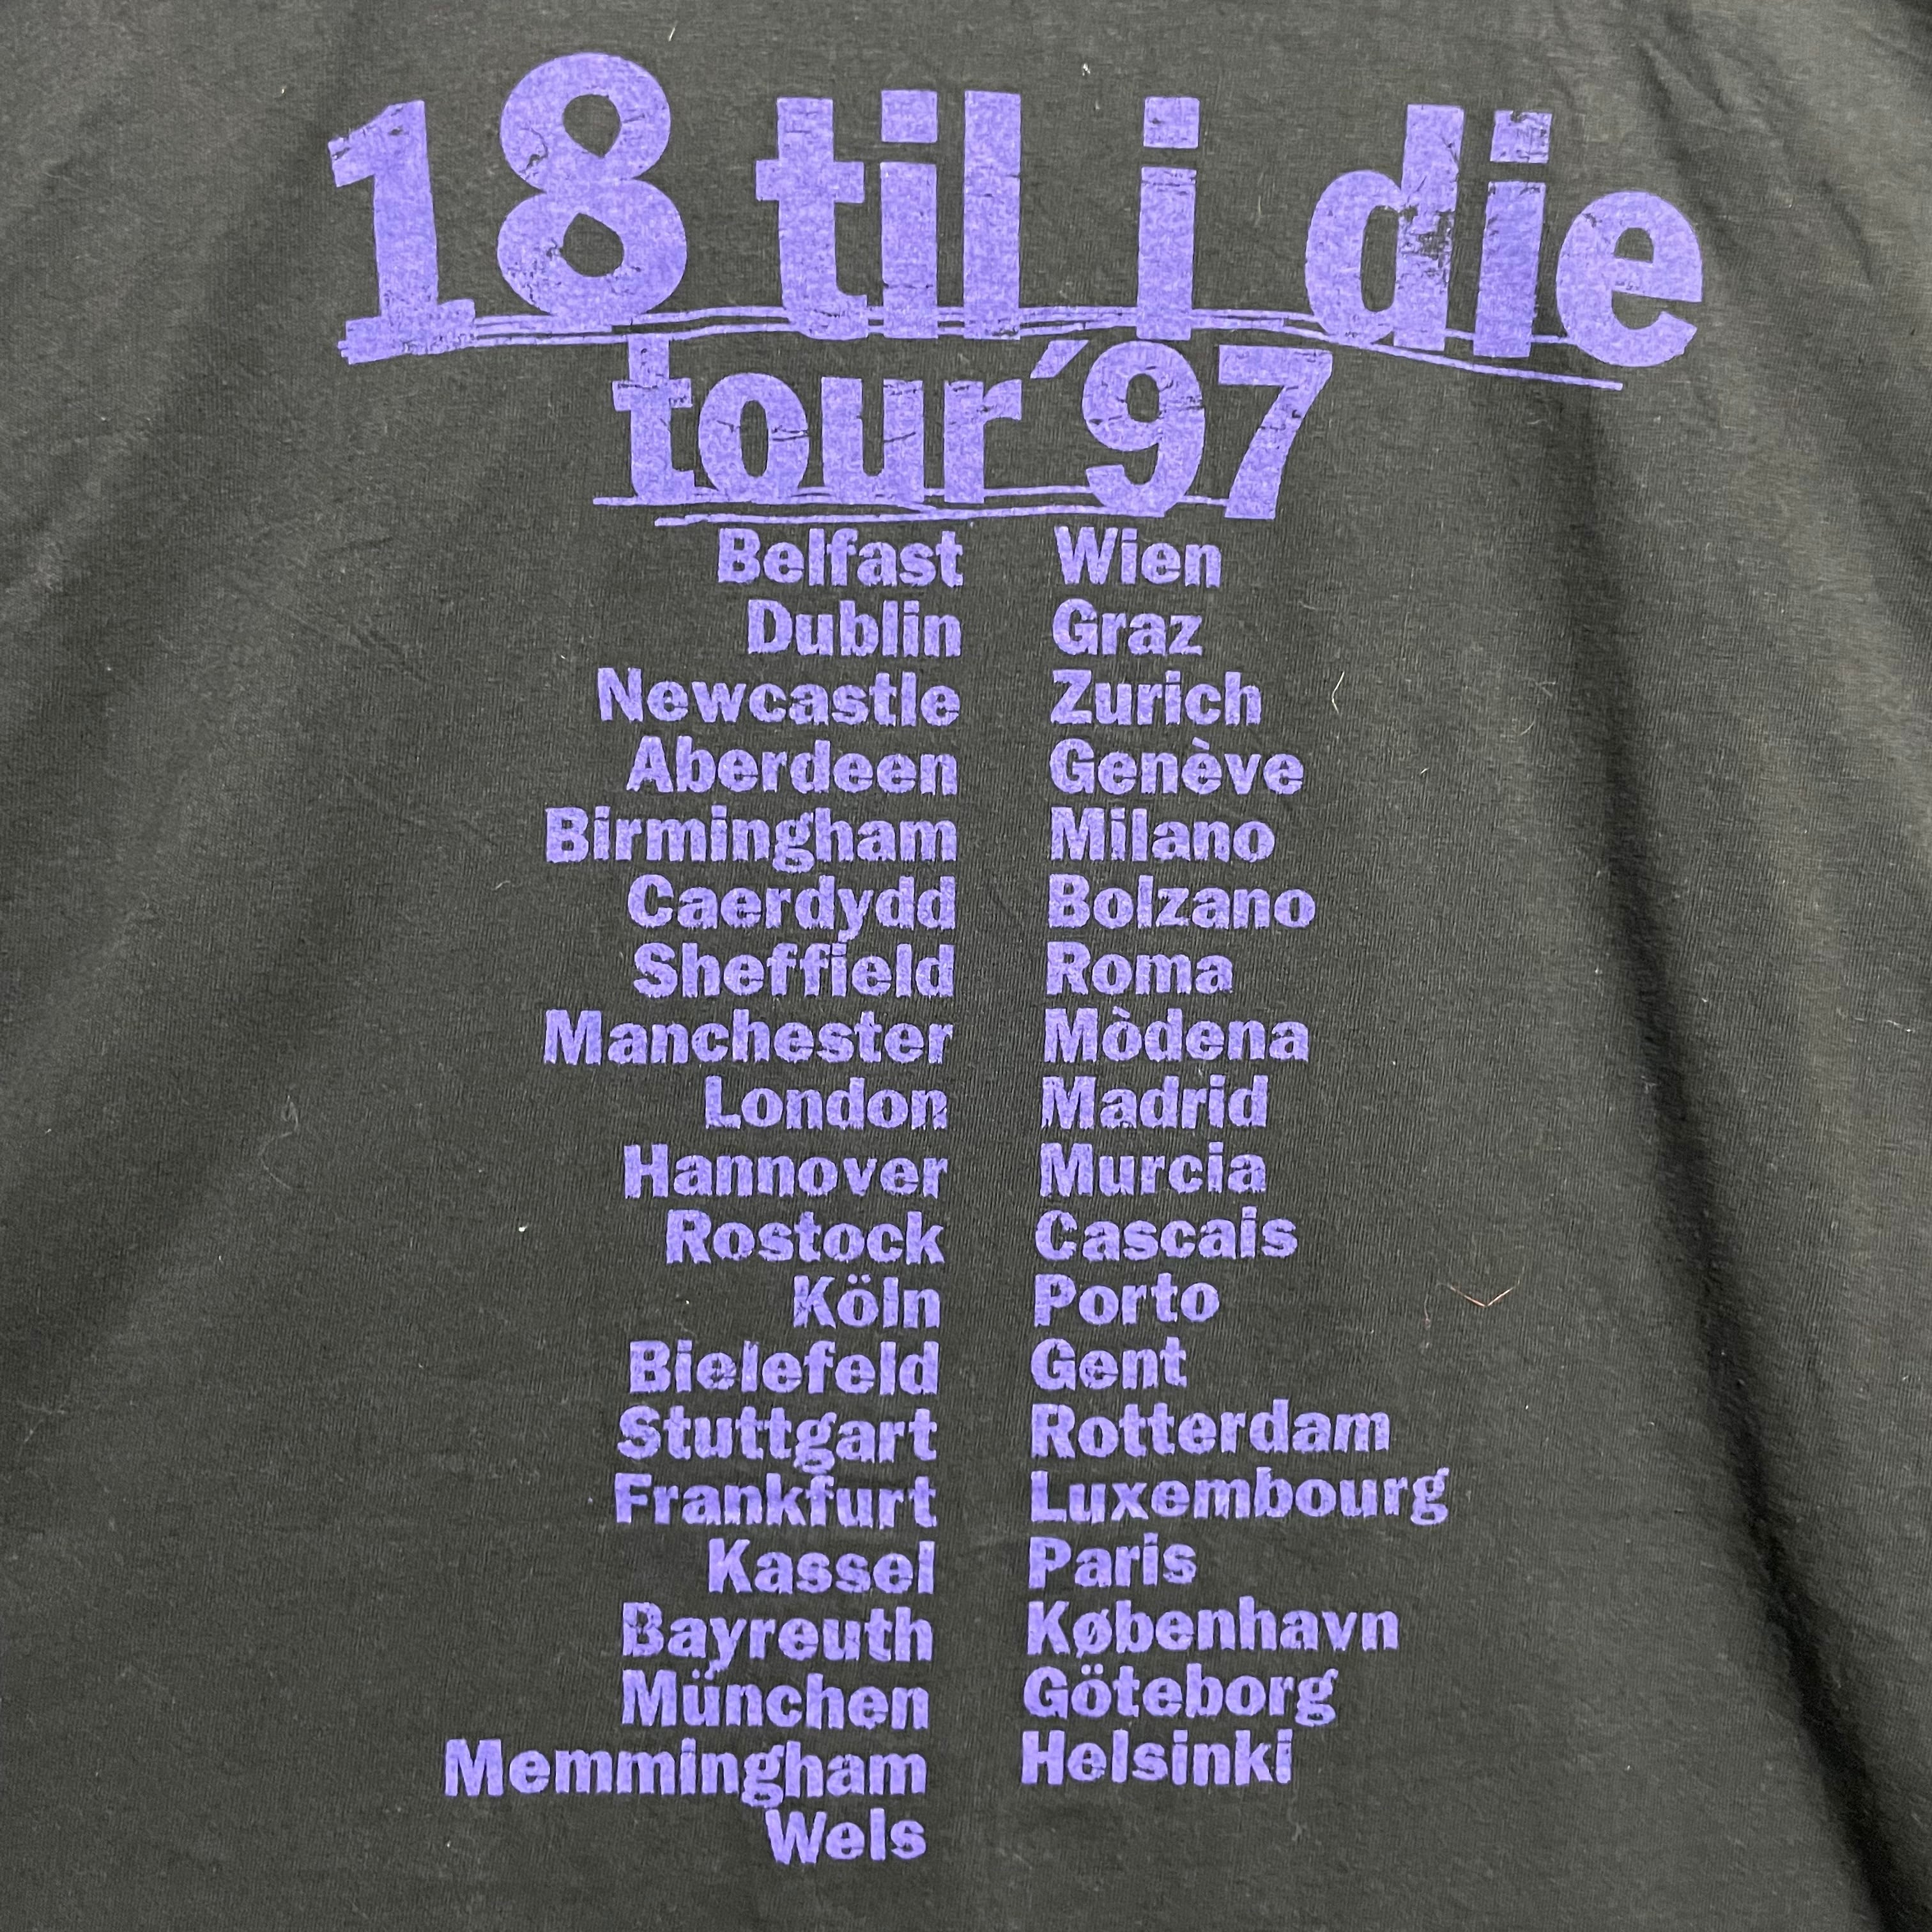 18 til i die
tour´97
Belfast
Dublin
Newcastle
Aberdeen
Birmingham
Caerdydd
Sheffield
Manchester
London
Hannover
Rostock
Köln
Bielefeld
Stuttgart
Frankfurt
Kassel
Bayreuth
München
Memmingham
Wels
Wien
Graz
Zurich
Genève
Milano
Bolzano
Roma
Mòdena
Madrid
Murcia
Cascais
Porto
Gent
Rotterdam
Luxembourg
Paris
København
Göteborg
Helsinki